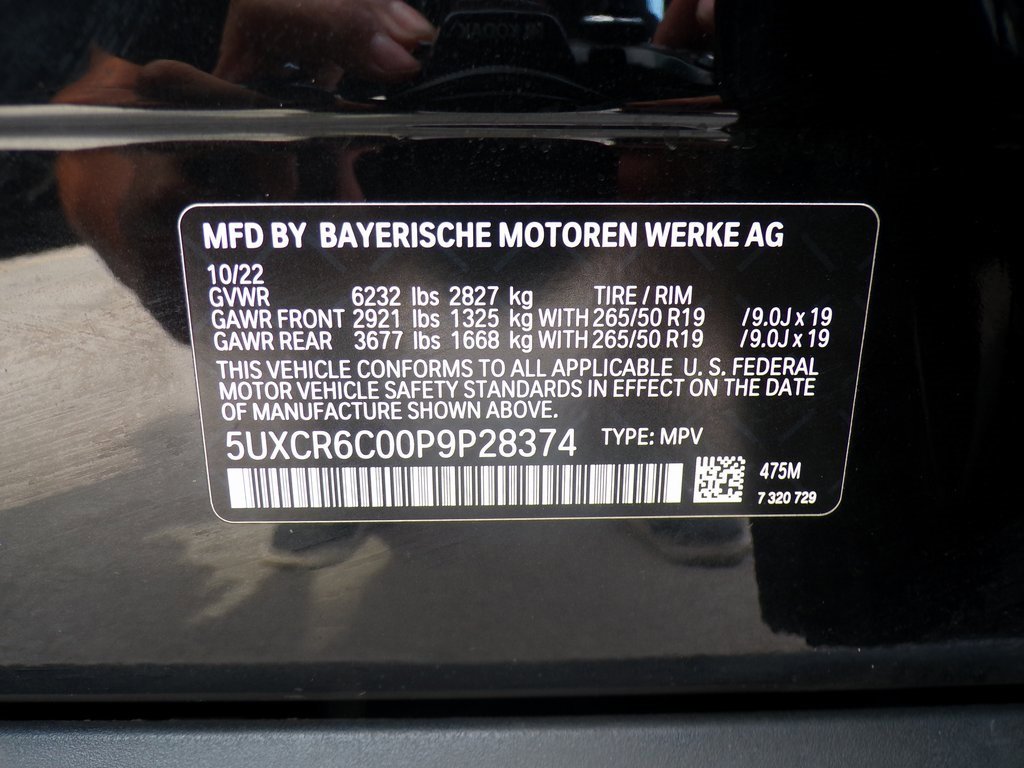 KODAK
MFD BY BAYERISCHE MOTOREN WERKE AG
10/22
GVWR 6232 lbs 2827 kg TIRE / RIM
GAWR FRONT 2921 lbs 1325 kg WITH 265/50 R19 / 9.0J x 19
GAWR REAR 3677 lbs 1668 kg WITH 265/50 R19 / 9.0J x 19
THIS VEHICLE CONFORMS TO ALL APPLICABLE U. S. FEDERAL
MOTOR VEHICLE SAFETY STANDARDS IN EFFECT ON THE DATE
OF MANUFACTURE SHOWN ABOVE.
5UXCR6C00P9P28374 TYPE: MPV
475M
7 320 729